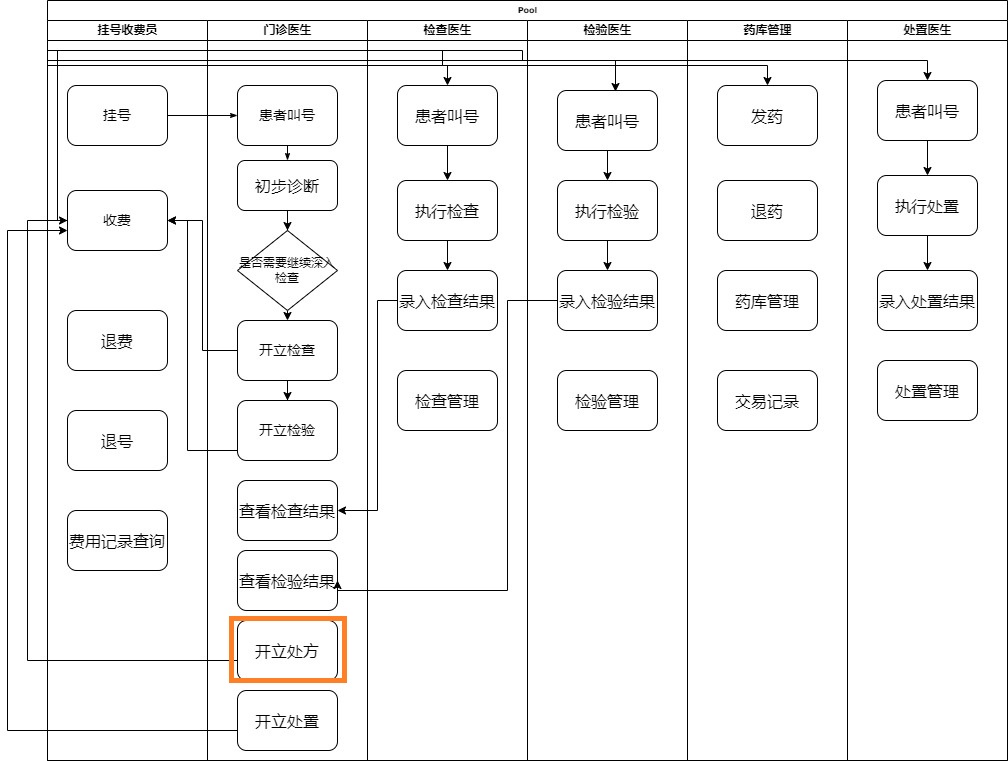 Pool
挂号收费员
门诊医生
检查医生
检验医生
药库管理
处置医生
挂号
患者叫号
患者叫号
患者叫号
发药
患者叫号
初步诊断
收费
执行检查
执行检验
退药
执行处置
是否需要继续深入
检查
录入检查结果
录入检验结果
药库管理
录入处置结果
退费
开立检查
检查管理
检验管理
交易记录
处置管理
退号
开立检验
费用记录查询
查看检查结果
查看检验结果
开立处方
开立处置